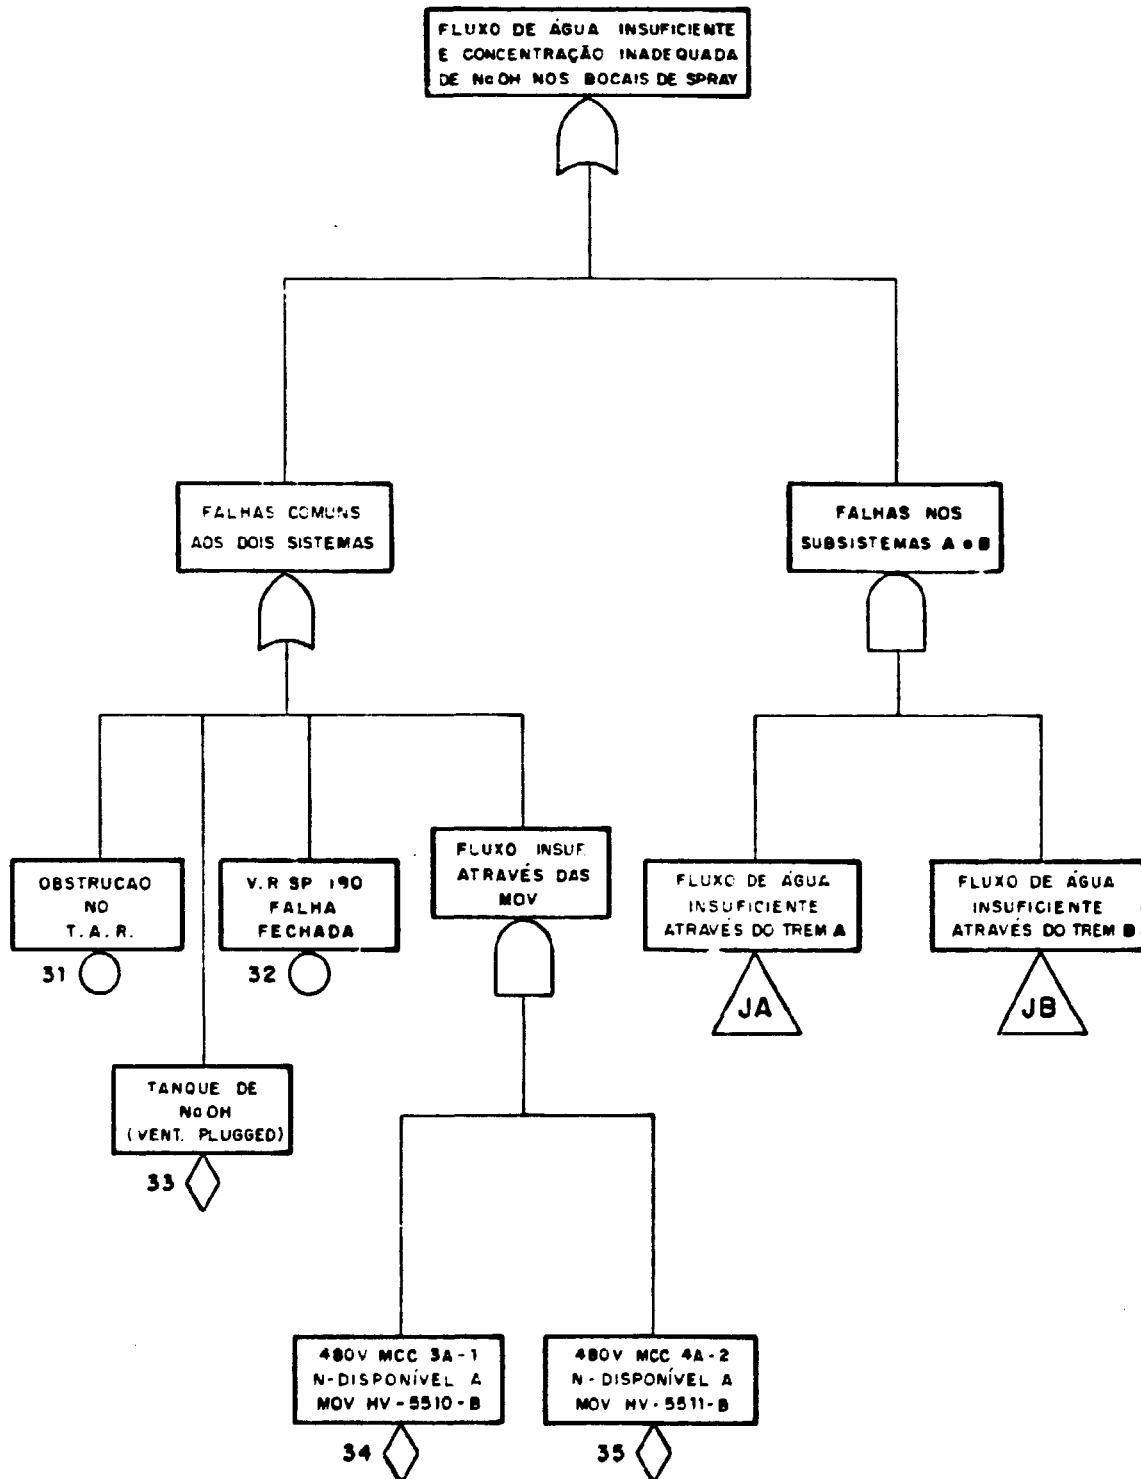 FLUXO DE ÁGUA INSUFICIENTE
E CONCENTRAÇÃO INADEQUADA
DE NaOH NOS BOCAIS DE SPRAY
FALHAS COMUNS
AOS DOIS SISTEMAS
FALHAS NOS
SUBSISTEMAS A e B
OBSTRUCAO
NO
T.A.R.
31
V.R SP 190
FALHA
FECHADA
32
FLUXO INSUF.
ATRAVÉS DAS
MOV
FLUXO DE ÁGUA
INSUFICIENTE
ATRAVÉS DO TREM A
JA
FLUXO DE ÁGUA
INSUFICIENTE
ATRAVÉS DO TREM B
JB
TANQUE DE
NaOH
(VENT. PLUGGED)
33
480V MCC 3A-1
N-DISPONÍVEL A
MOV HV-5510-B
34
480V MCC 4A-2
N-DISPONÍVEL A
MOV HV-5511-B
35